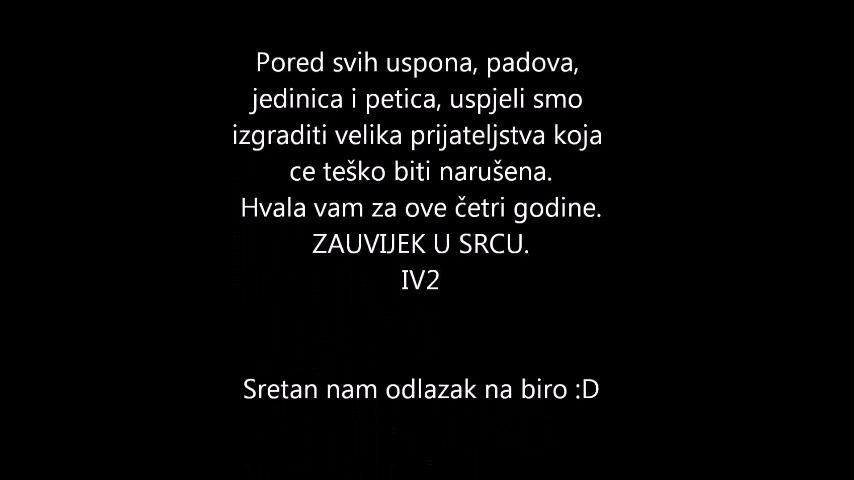 Pored svih uspona, padova,
jedinica i petica, uspjeli smo
izgraditi velika prijateljstva koja
ce teško biti narušena.
Hvala vam za ove četri godine.
ZAUVIJEK U SRCU.
IV2
Sretan nam odlazak na biro :D